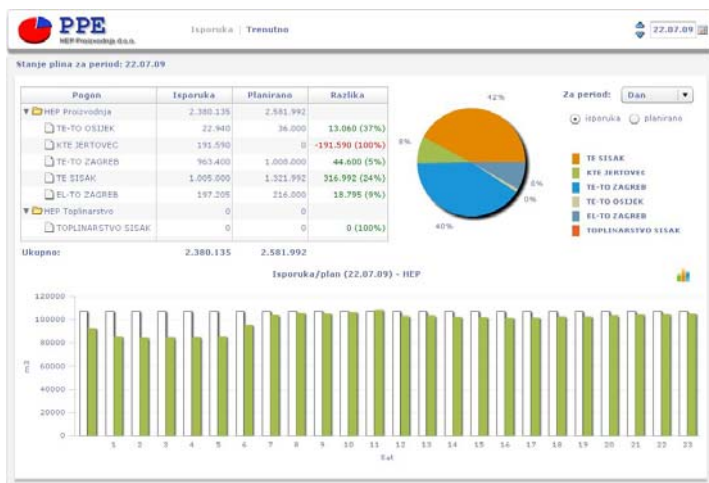 PPE
HEP Proizvodnja d.o.o.
Isporuka | Trenutno
22.07.09
Stanje plina za period: 22.07.09
Pogon Isporuka Planirano Razlika
HEP Proizvodnja 2.380.135 2.581.992
TE-TO OSIJEK 22.940 36.000 13.060 (37%)
KTE JERTOVEC 191.590 0 -191.590 (100%)
TE-TO ZAGREB 963.400 1.008.000 44.600 (5%)
TE SISAK 1.005.000 1.321.992 316.992 (24%)
EL-TO ZAGREB 197.205 216.000 18.795 (9%)
HEP Toplinarstvo 0 0
TOPLINARSTVO SISAK 0 0 0 (100%)
Ukupno: 2.380.135 2.581.992
42%
8%
8%
0%
40%
Za period: Dan
isporuka planirano
TE SISAK
KTE JERTOVEC
TE-TO ZAGREB
TE-TO OSIJEK
EL-TO ZAGREB
TOPLINARSTVO SISAK
Isporuka/plan (22.07.09) - HEP
120000
100000
80000
60000
40000
20000
0
m3
1 2 3 4 5 6 7 8 9 10 11 12 13 14 15 16 17 18 19 20 21 22 23
Sat